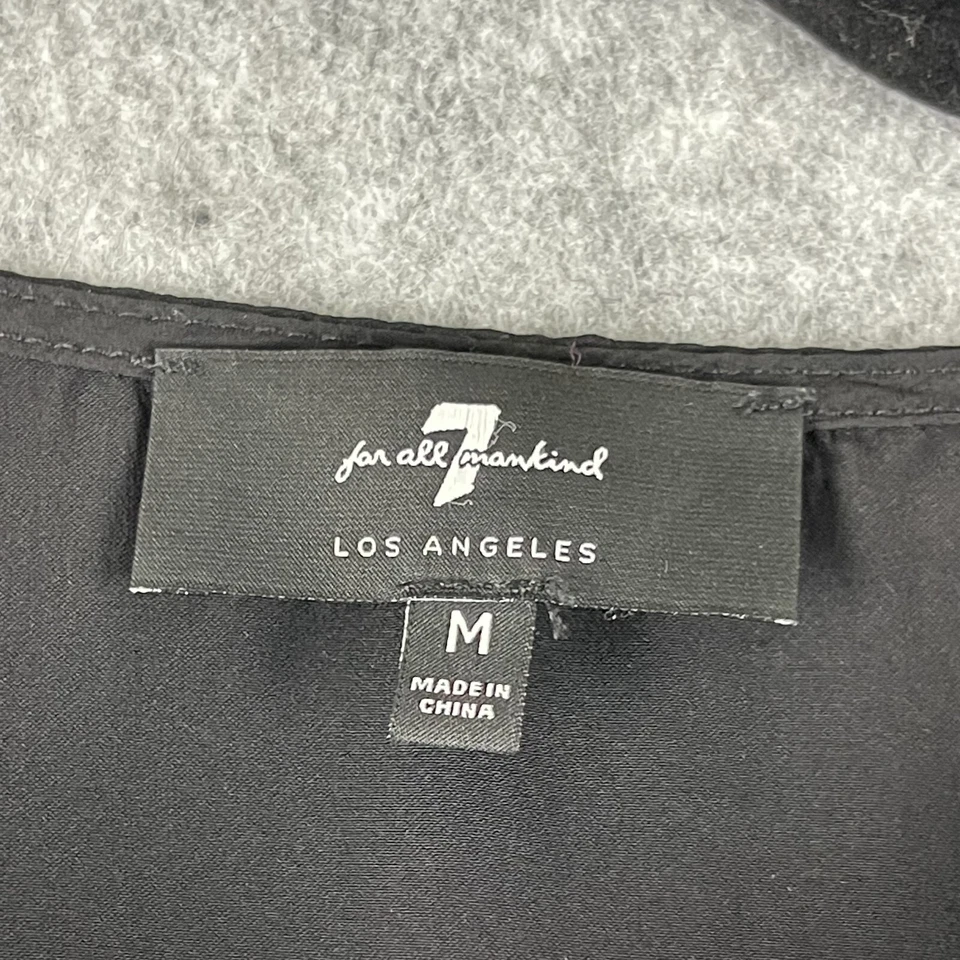 7
for all mankind
LOS ANGELES
M
MADE IN
CHINA